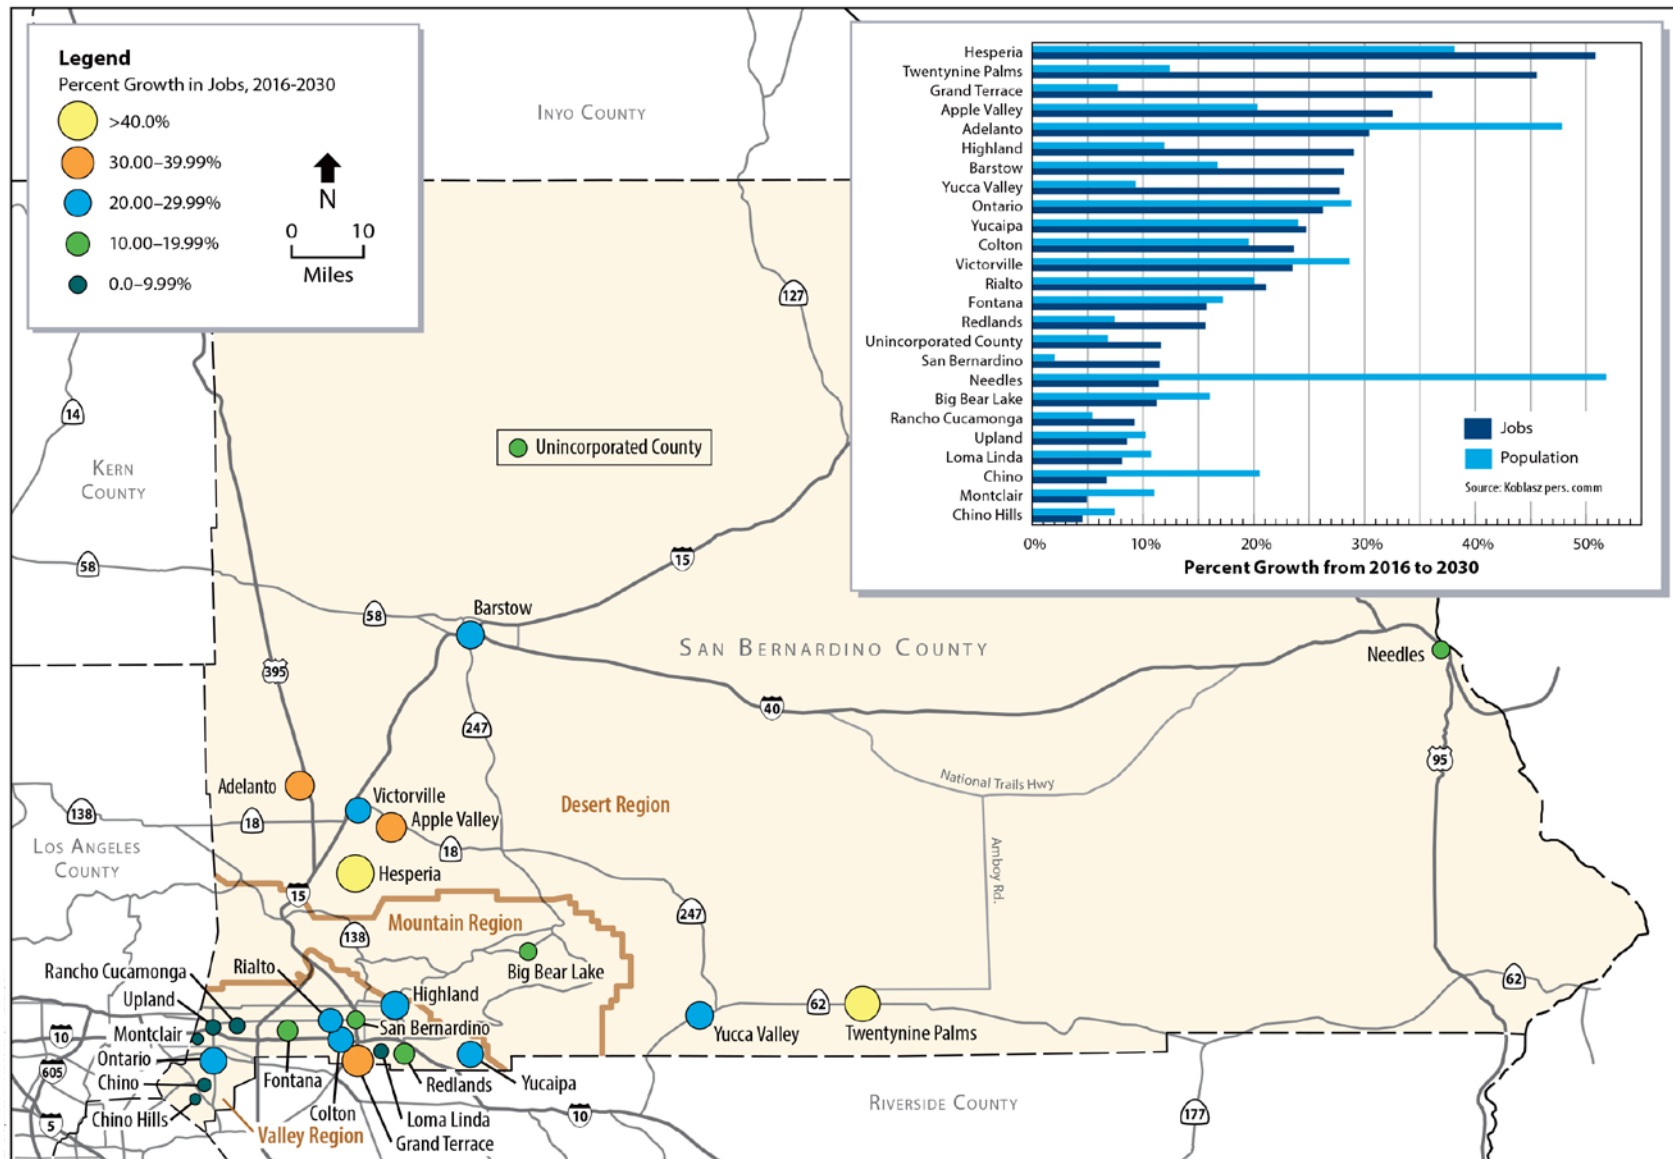 Legend
Percent Growth in Jobs, 2016-2030
>40.0%
30.00–39.99%
20.00–29.99%
10.00–19.99%
0.0–9.99%
N
0 10
Miles
INYO COUNTY
Hesperia
Twentynine Palms
Grand Terrace
Apple Valley
Adelanto
Highland
Barstow
Yucca Valley
Ontario
Yucaipa
Colton
Victorville
Rialto
Fontana
Redlands
Unincorporated County
San Bernardino
Needles
Big Bear Lake
Rancho Cucamonga
Upland
Loma Linda
Chino
Montclair
Chino Hills
Jobs
Population
Source: Koblasz pers. comm
0% 10% 20% 30% 40% 50%
Percent Growth from 2016 to 2030
127
14
KERN
COUNTY
Unincorporated County
58
15
58
Barstow
SAN BERNARDINO COUNTY
Needles
395
40
247
95
Adelanto
National Trails Hwy
Victorville
Desert Region
138
18
Apple Valley
18
LOS ANGELES
COUNTY
Amboy Rd.
Hesperia
15
Mountain Region
247
138
Big Bear Lake
Rancho Cucamonga
Rialto
62
Upland
Highland
62
Montclair
10
San Bernardino
Yucca Valley
Twentynine Palms
Ontario
605
Chino
Fontana
Redlands
Yucaipa
Chino Hills
Colton
Loma Linda
10
RIVERSIDE COUNTY
177
5
Valley Region
Grand Terrace